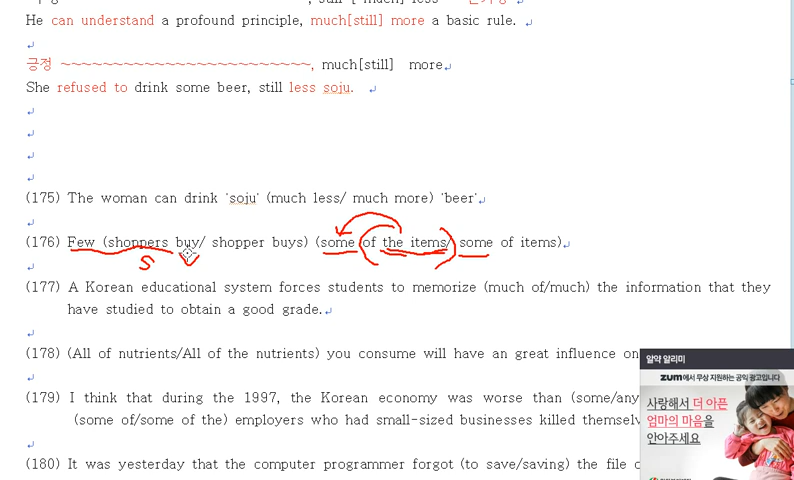 He can understand a profound principle, much[still] more a basic rule.
긍정 ~~~~~~~~~~~~~~~~~~~~~~~~~, much[still] more
She refused to drink some beer, still less soju.
(175) The woman can drink 'soju' (much less/ much more) 'beer'.
(176) Few (shoppers buy/ shopper buys) (some of the items/ some of items).
S V
(177) A Korean educational system forces students to memorize (much of/much) the information that they
have studied to obtain a good grade.
(178) (All of nutrients/All of the nutrients) you consume will have an great influence on
(179) I think that during the 1997, the Korean economy was worse than (some/any
(some of/some of the) employers who had small-sized businesses killed themselv
(180) It was yesterday that the computer programmer forgot (to save/saving) the file
알약 알리미
zum에서 무상 지원하는 공익 광고입니다
사랑해서 더 아픈
엄마의 마음을
안아주세요